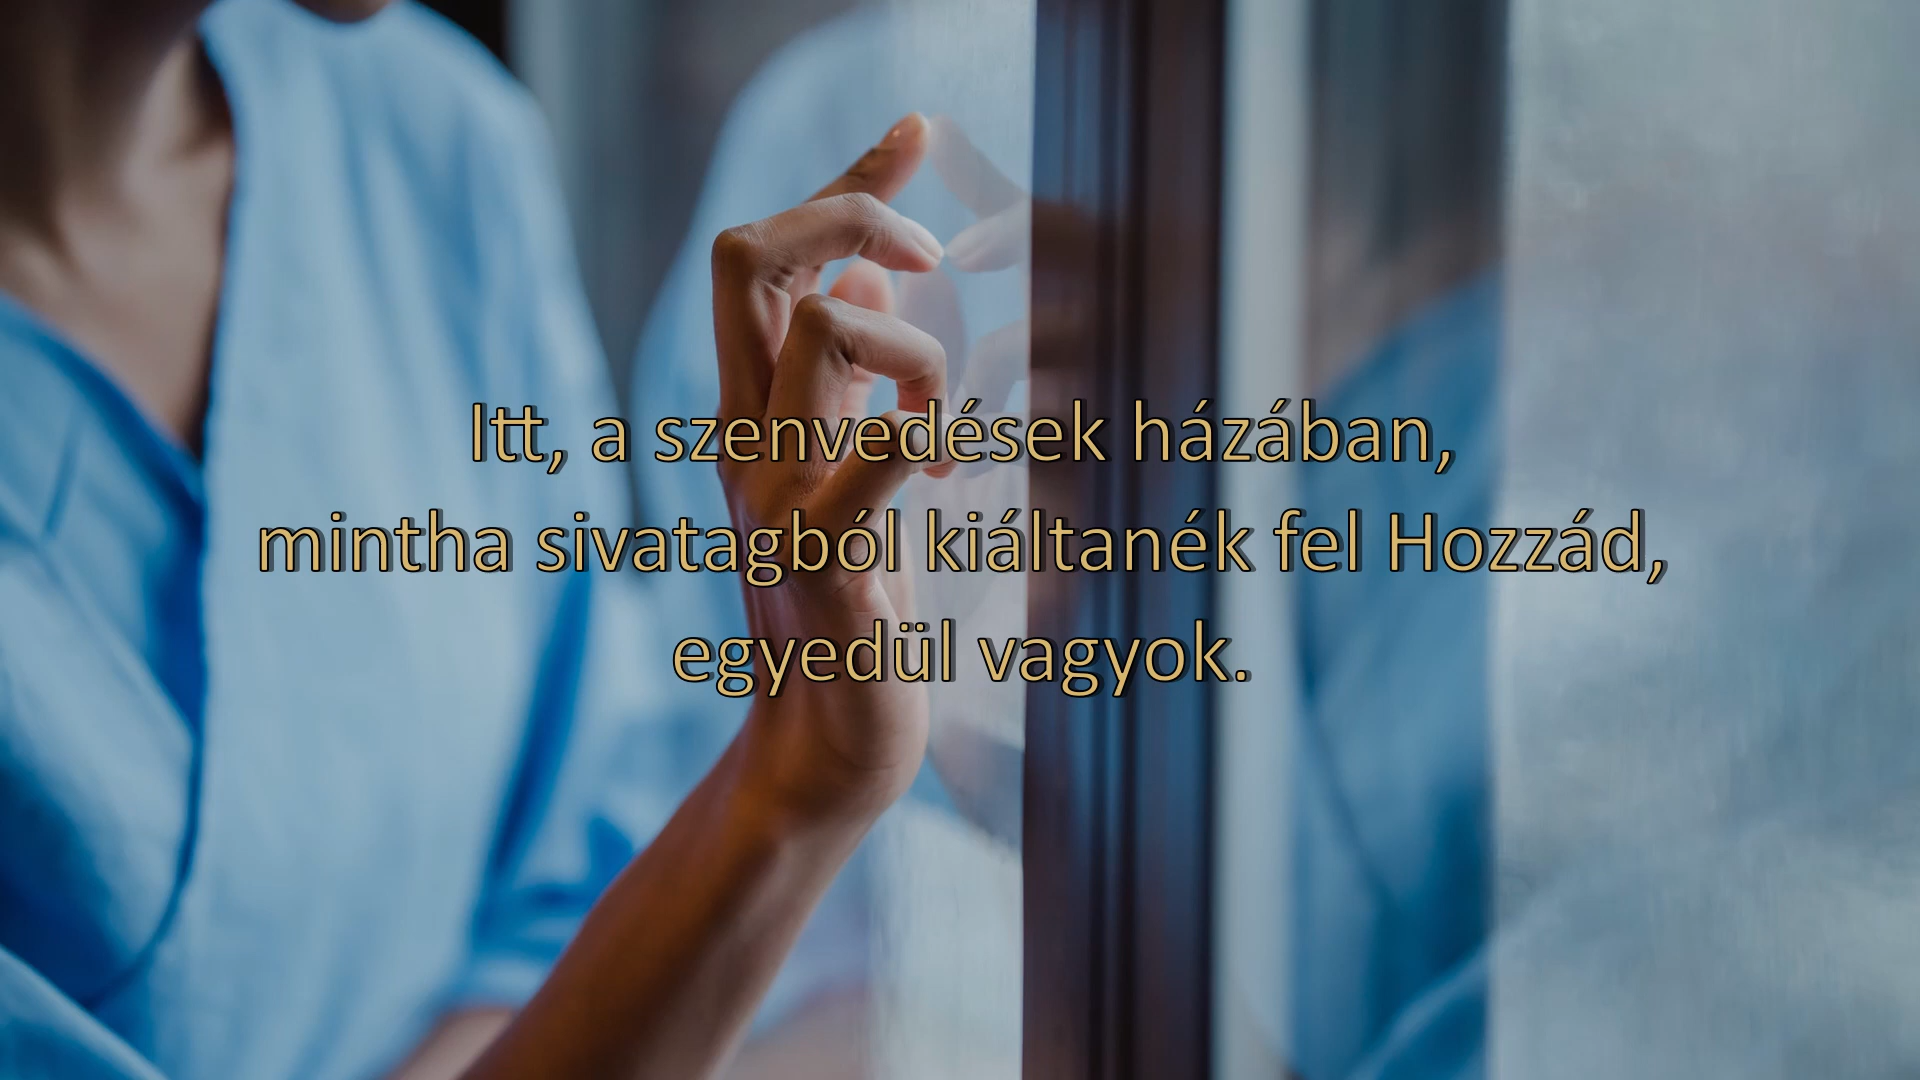 Itt, a szenvedések házában,
mintha sivatagból kiáltanék fel Hozzád,
egyedül vagyok.